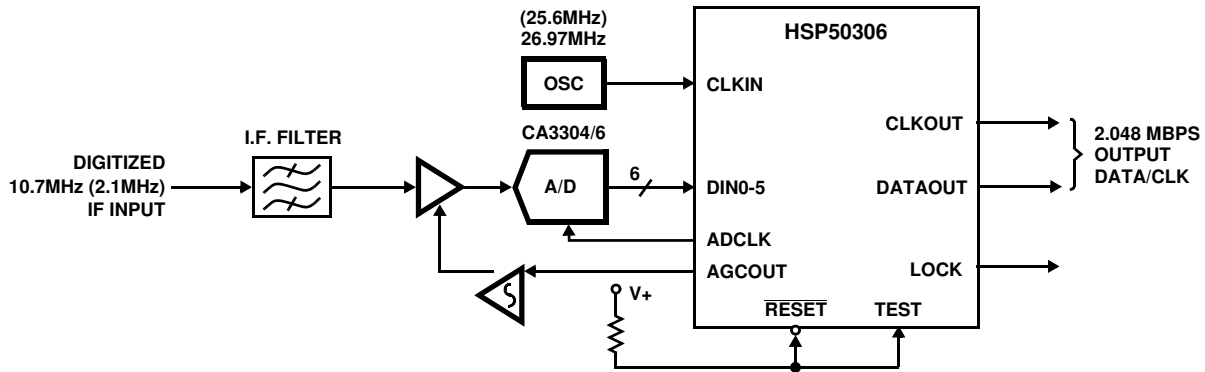 (25.6MHz)
26.97MHz
OSC
HSP50306
CLKIN
CLKOUT
2.048 MBPS
OUTPUT
DATA/CLK
I.F. FILTER
CA3304/6
DIGITIZED
10.7MHz (2.1MHz)
IF INPUT
A/D
6
DIN0-5
DATAOUT
ADCLK
AGCOUT
LOCK
V+
RESET
TEST